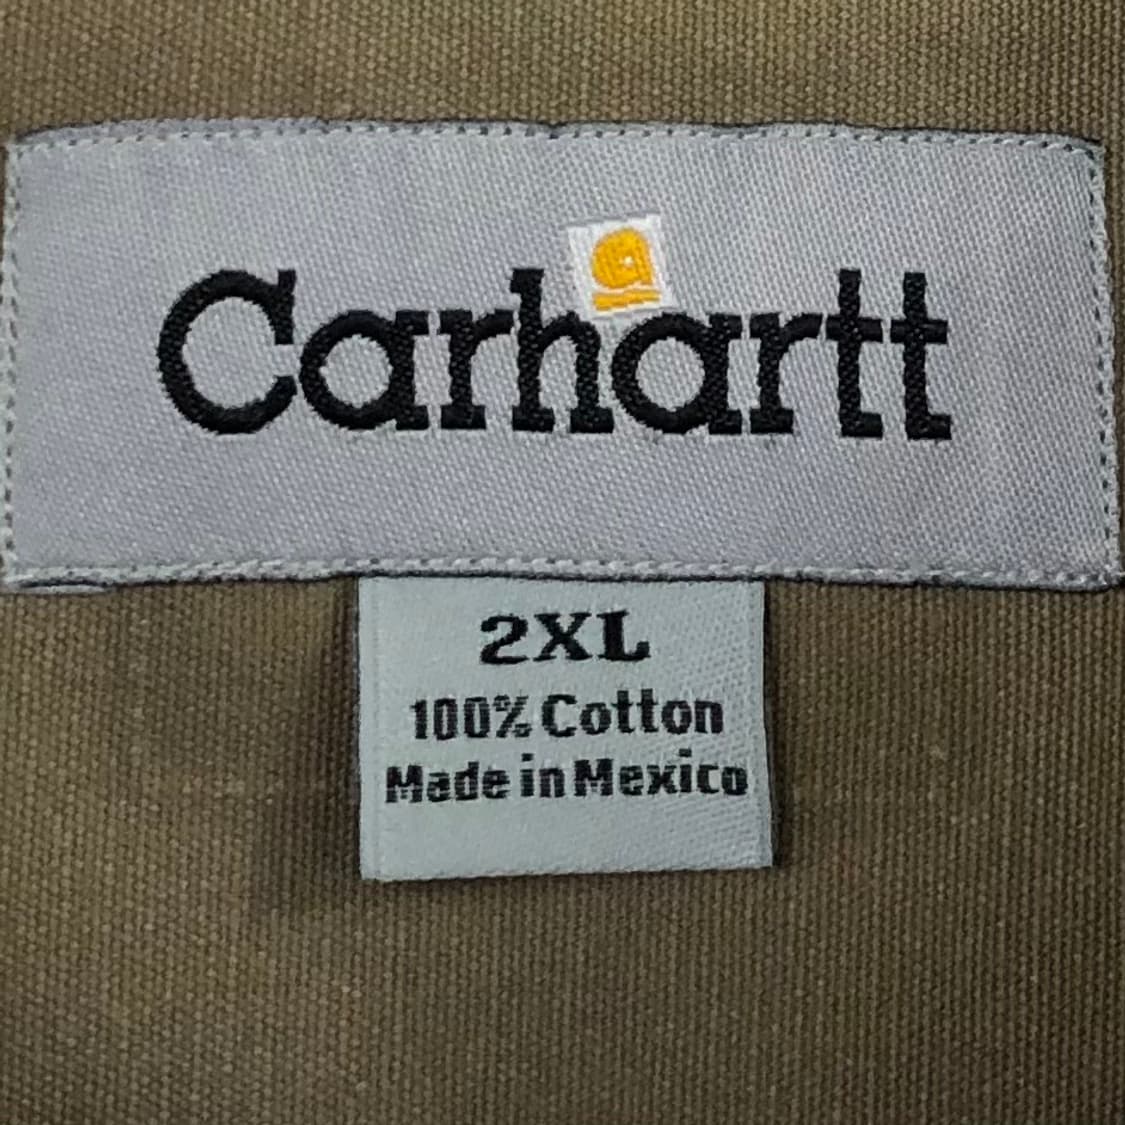 Carhartt
2XL
100% Cotton
Made in Mexico